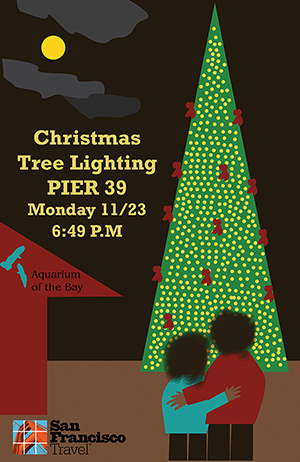 Christmas
Tree Lighting
PIER 39
Monday 11/23
6:49 P.M
Aquarium
of the Bay
San
Francisco
Travel